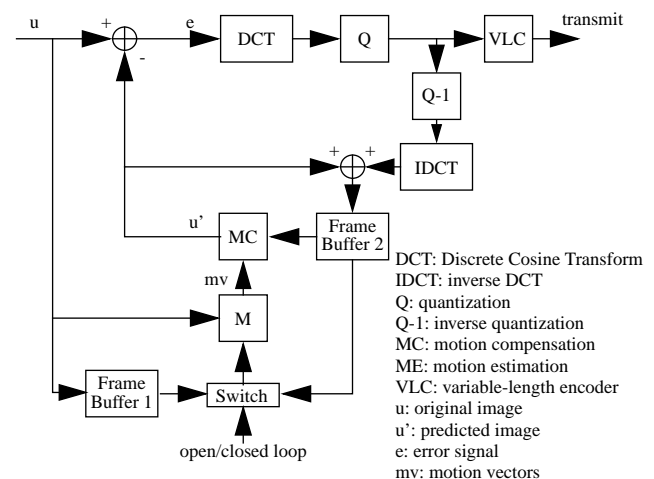 u
+
e
-
DCT
Q
VLC
transmit
Q-1
+
+
IDCT
u'
MC
Frame
Buffer 2
mv
M
Frame
Buffer 1
Switch
open/closed loop
DCT: Discrete Cosine Transform
IDCT: inverse DCT
Q: quantization
Q-1: inverse quantization
MC: motion compensation
ME: motion estimation
VLC: variable-length encoder
u: original image
u': predicted image
e: error signal
mv: motion vectors